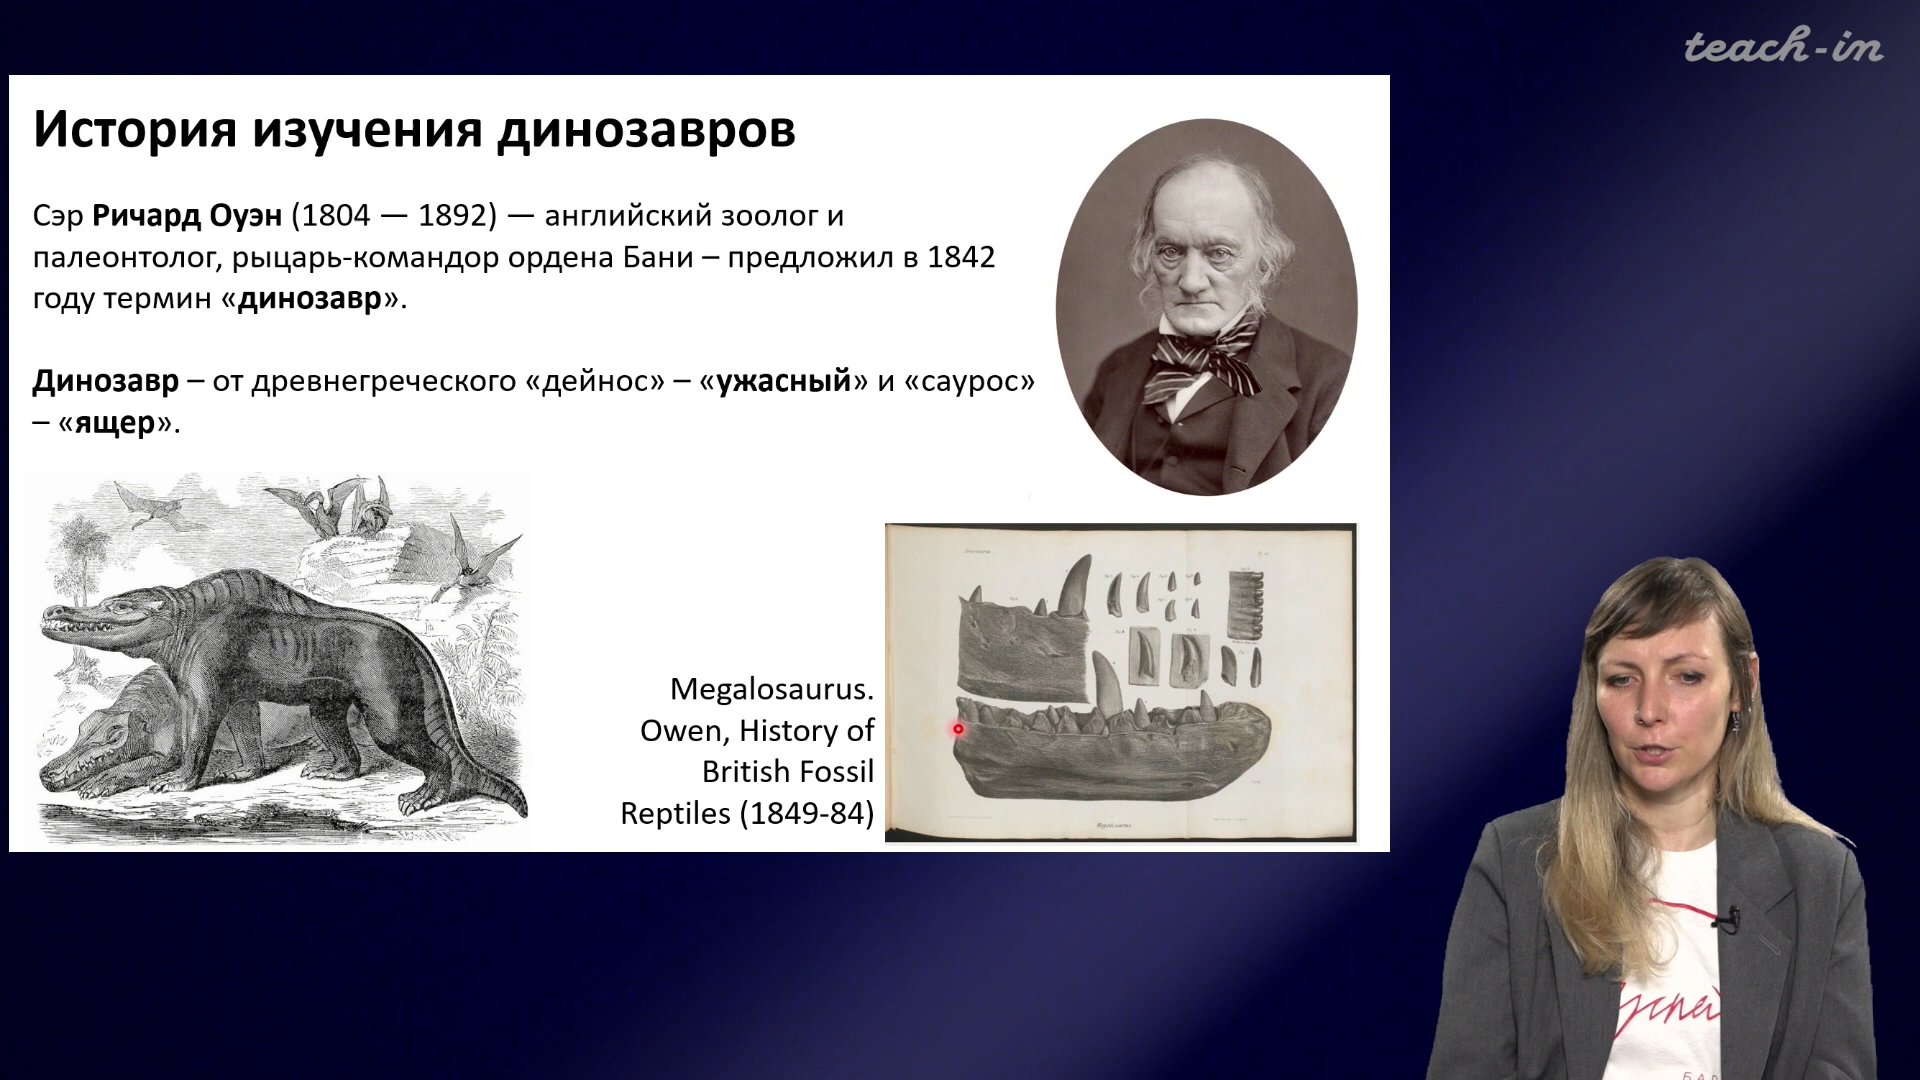 teach-in
История изучения динозавров
Сэр Ричард Оуэн (1804 — 1892) — английский зоолог и
палеонтолог, рыцарь-командор ордена Бани – предложил в 1842
году термин «динозавр».
Динозавр – от древнегреческого «дейнос» – «ужасный» и «саурос»
– «ящер».
Megalosaurus.
Owen, History of
British Fossil
Reptiles (1849-84)
Megalosaurus